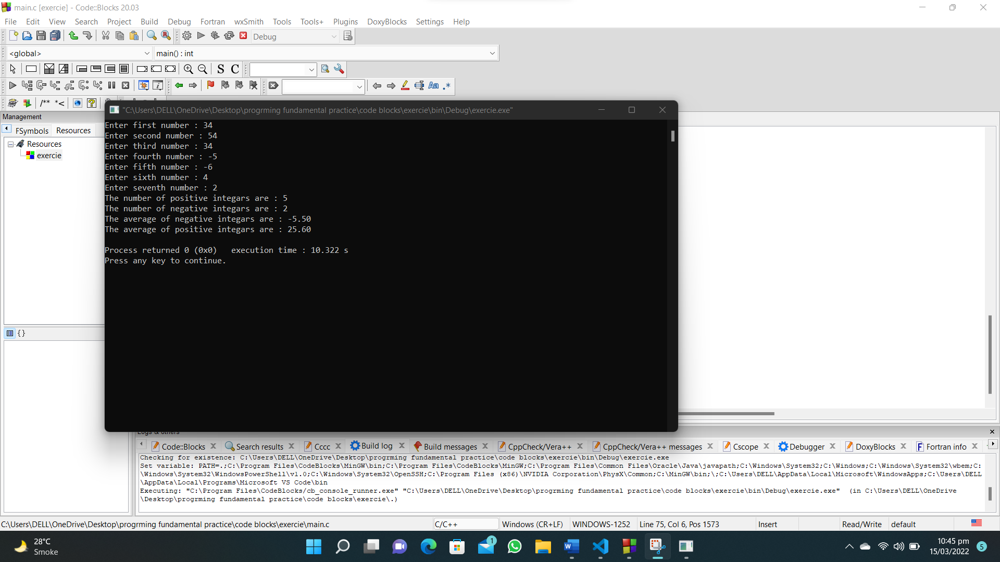 main.c [exercie] - Code::Blocks 20.03
File Edit View Search Project Build Debug Fortran wxSmith Tools Tools+ Plugins DoxyBlocks Settings Help
Debug
<global> main() : int
S C
Aa .*
/** *<
Management
FSymbols Resources
Resources
exercie
{}
"C:\Users\DELL\OneDrive\Desktop\progrming fundamental practice\code blocks\exercie\bin\Debug\exercie.exe"
Enter first number : 34
Enter second number : 54
Enter third number : 34
Enter fourth number : -5
Enter fifth number : -6
Enter sixth number : 4
Enter seventh number : 2
The number of positive integars are : 5
The number of negative integars are : 2
The average of negative integars are : -5.50
The average of positive integars are : 25.60
Process returned 0 (0x0)   execution time : 10.322 s
Press any key to continue.
Logs & others
Code::Blocks Search results Cccc Build log Build messages CppCheck/Vera++ CppCheck/Vera++ messages Cscope Debugger DoxyBlocks Fortran info
Checking for existence: C:\Users\DELL\OneDrive\Desktop\progrming fundamental practice\code blocks\exercie\bin\Debug\exercie.exe
Set variable: PATH=.;C:\Program Files\CodeBlocks\MinGW\bin;C:\Program Files\CodeBlocks\MinGW;C:\Program Files\Common Files\Oracle\Java\javapath;C:\Windows\System32;C:\Windows;C:\Windows\System32\wbem;C:
\Windows\System32\WindowsPowerShell\v1.0;C:\Windows\System32\OpenSSH;C:\Program Files (x86)\NVIDIA Corporation\PhysX\Common;C:\MinGW\bin;\;C:\Users\DELL\AppData\Local\Microsoft\WindowsApps;C:\Users\DELL
\AppData\Local\Programs\Microsoft VS Code\bin
Executing: "C:\Program Files\CodeBlocks/cb_console_runner.exe" "C:\Users\DELL\OneDrive\Desktop\progrming fundamental practice\code blocks\exercie\bin\Debug\exercie.exe"  (in C:\Users\DELL\OneDrive
\Desktop\progrming fundamental practice\code blocks\exercie\.)
C:\Users\DELL\OneDrive\Desktop\progrming fundamental practice\code blocks\exercie\main.c C/C++ Windows (CR+LF) WINDOWS-1252 Line 75, Col 6, Pos 1573 Insert Read/Write default
28°C
Smoke
1
10:45 pm
15/03/2022
5